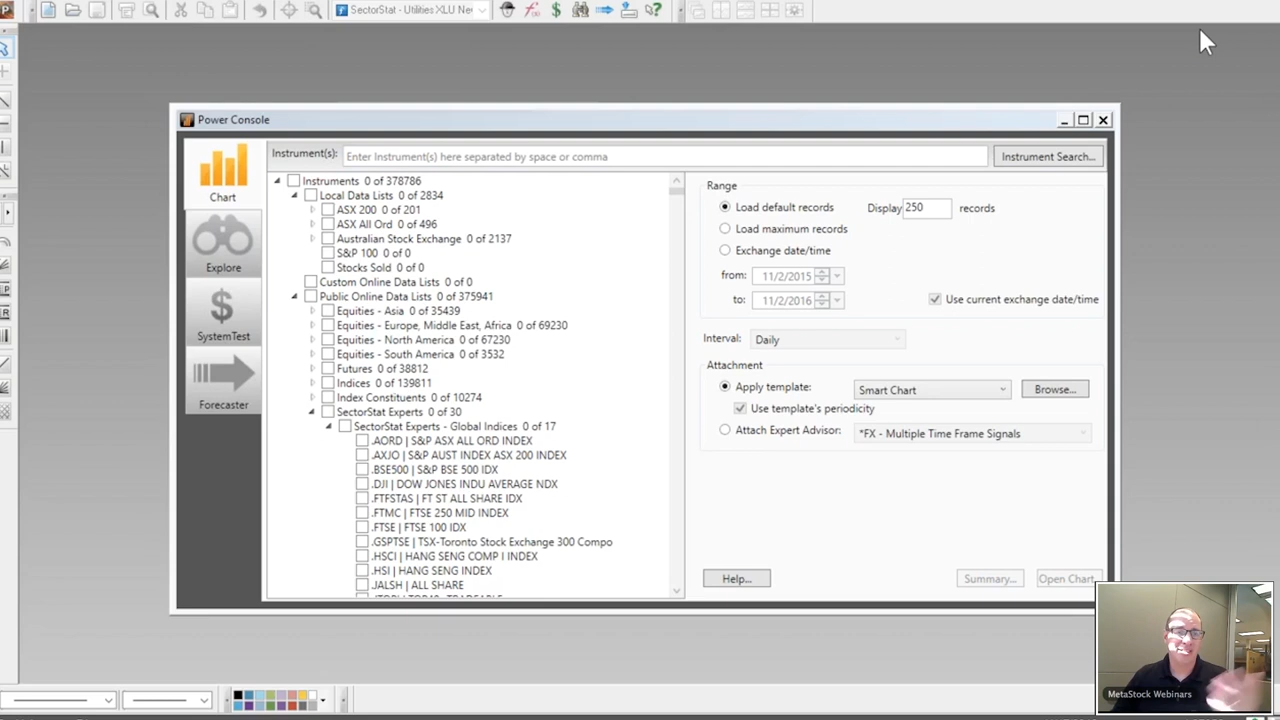 SectorStat - Utilities XLU Ne
Power Console
Chart
Explore
SystemTest
Forecaster
Instrument(s):
Enter Instrument(s) here separated by space or comma
Instrument Search...
Instruments 0 of 378786
Local Data Lists 0 of 2834
ASX 200 0 of 201
ASX All Ord 0 of 496
Australian Stock Exchange 0 of 2137
S&P 100 0 of 0
Stocks Sold 0 of 0
Custom Online Data Lists 0 of 0
Public Online Data Lists 0 of 375941
Equities - Asia 0 of 35439
Equities - Europe, Middle East, Africa 0 of 69230
Equities - North America 0 of 67230
Equities - South America 0 of 3532
Futures 0 of 38812
Indices 0 of 139811
Index Constituents 0 of 10274
SectorStat Experts 0 of 30
SectorStat Experts - Global Indices 0 of 17
.AORD | S&P ASX ALL ORD INDEX
.AXJO | S&P AUST INDEX ASX 200 INDEX
.BSE500 | S&P BSE 500 IDX
.DJI | DOW JONES INDU AVERAGE NDX
.FTFSTAS | FT ST ALL SHARE IDX
.FTMC | FTSE 250 MID INDEX
.FTSE | FTSE 100 IDX
.GSPTSE | TSX-Toronto Stock Exchange 300 Compo
.HSCI | HANG SENG COMP I INDEX
.HSI | HANG SENG INDEX
.JALSH | ALL SHARE
Range
Load default records
Display 250 records
Load maximum records
Exchange date/time
from: 11/2/2015
to: 11/2/2016
Use current exchange date/time
Interval: Daily
Attachment
Apply template: Smart Chart
Browse...
Use template's periodicity
Attach Expert Advisor: *FX - Multiple Time Frame Signals
Help...
Summary...
Open Chart
MetaStock Webinars